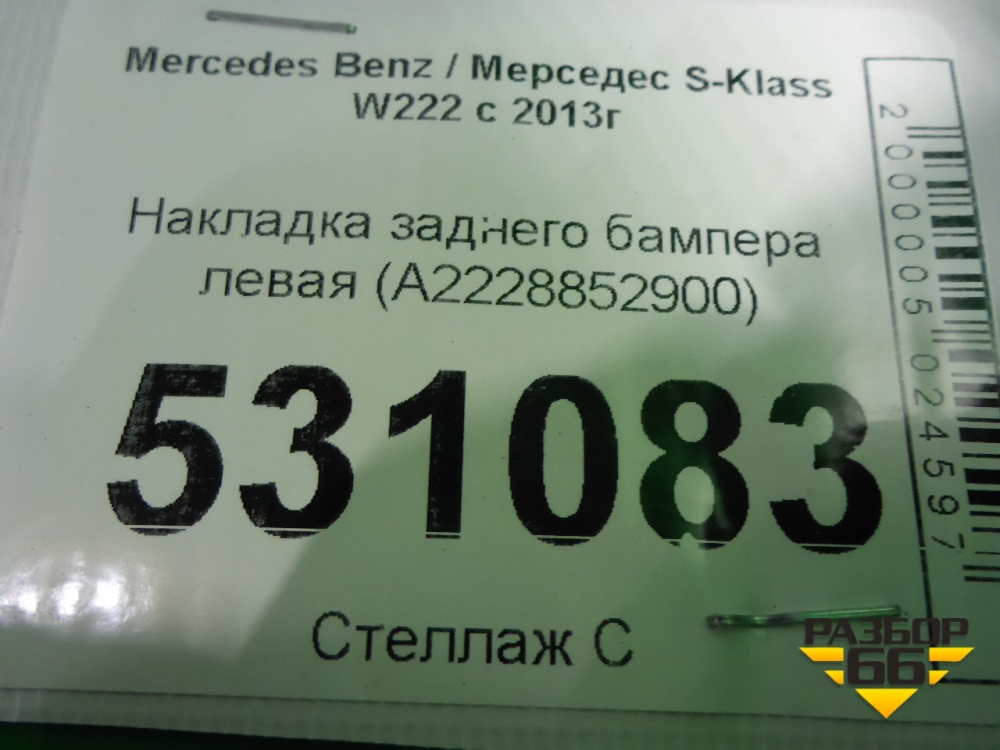 Mercedes Benz / Мерседес S-Klass
W222 с 2013г
Накладка заднего бампера
левая (A2228852900)
531083
Стеллаж С
2000005024597
РАЗБОР
66